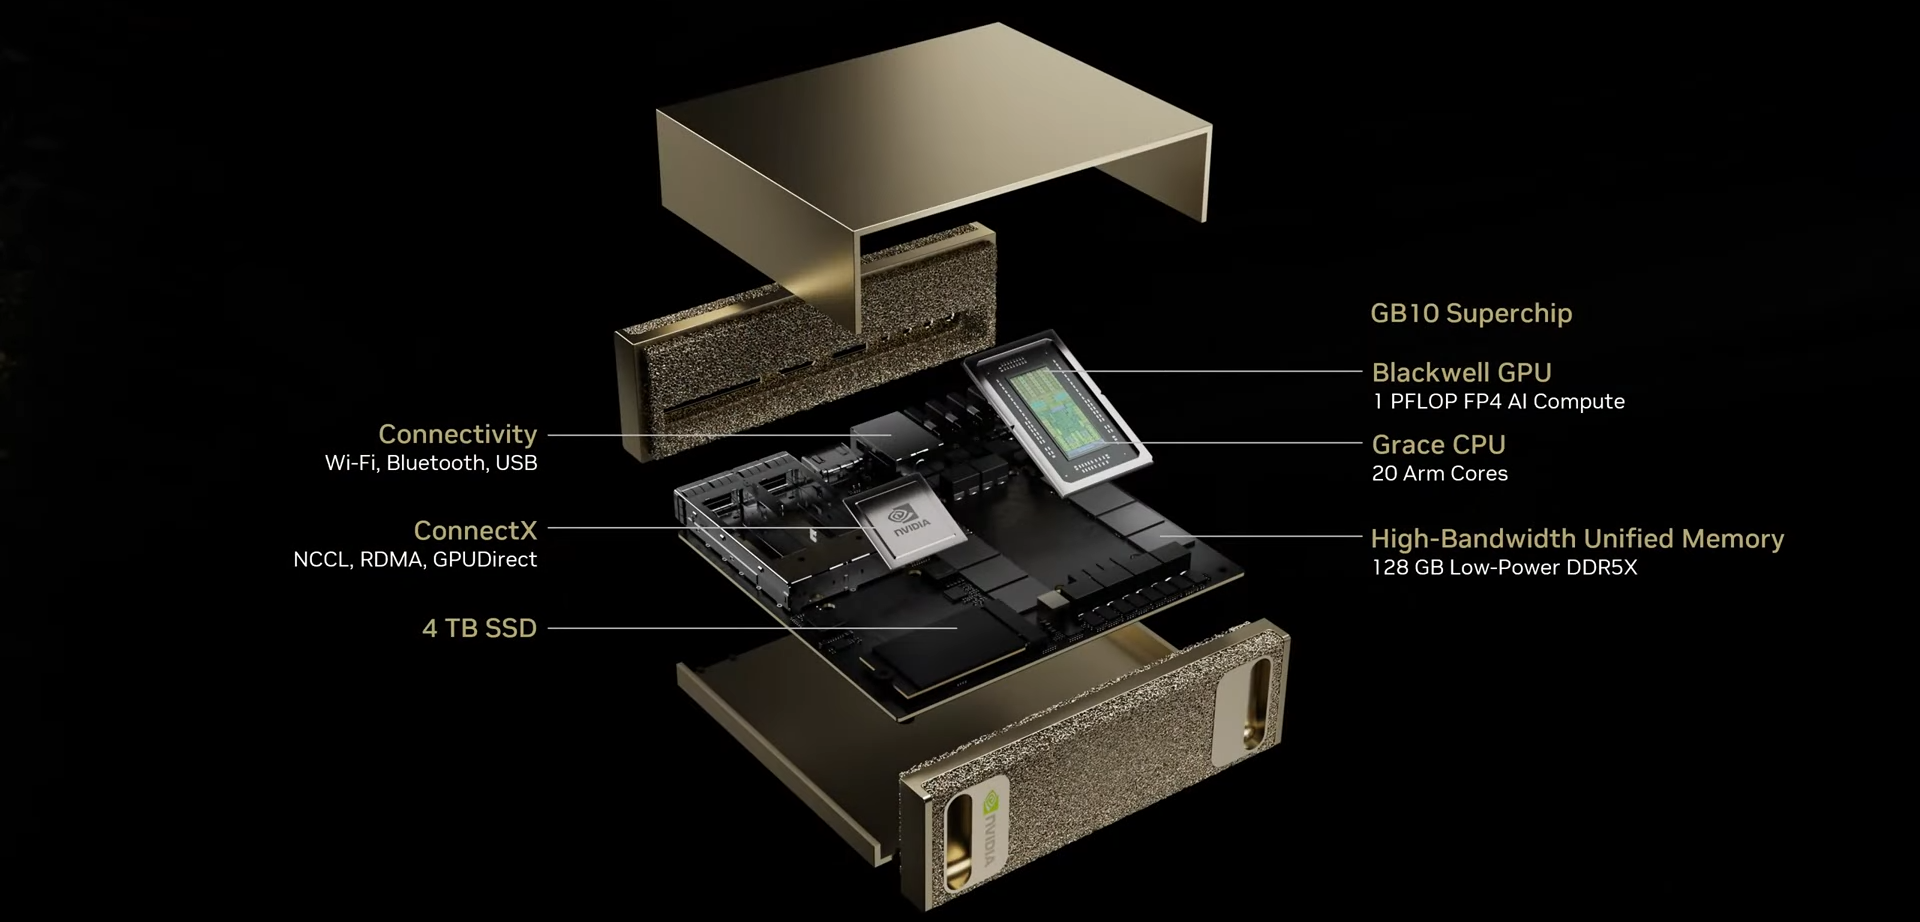 GB10 Superchip
Blackwell GPU
1 PFLOP FP4 AI Compute
Grace CPU
20 Arm Cores
High-Bandwidth Unified Memory
128 GB Low-Power DDR5X
Connectivity
Wi-Fi, Bluetooth, USB
ConnectX
NCCL, RDMA, GPUDirect
4 TB SSD
NVIDIA
NVIDIA